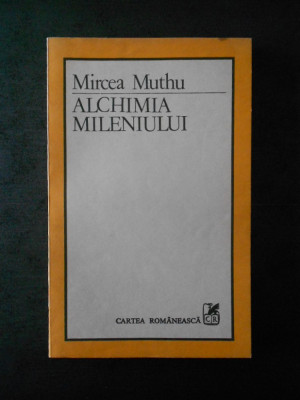 Mircea Muthu
ALCHIMIA
MILENIULUI
CARTEA ROMÂNEASCĂ
CR